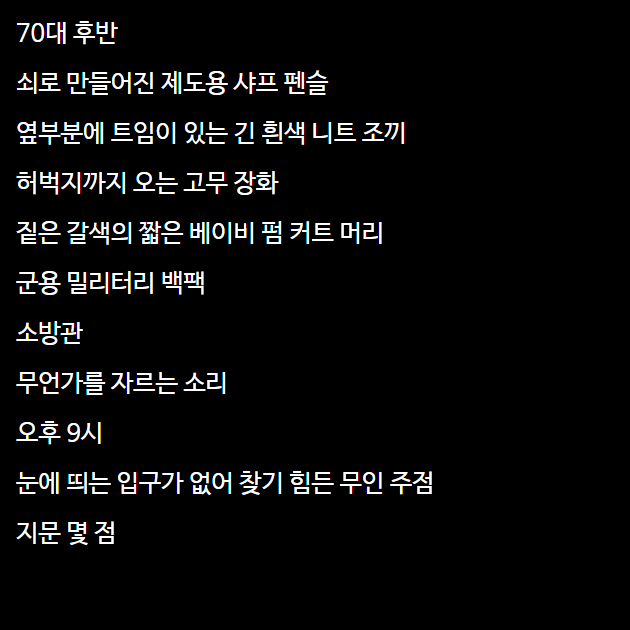 70대 후반
쇠로 만들어진 제도용 샤프 펜슬
옆부분에 트임이 있는 긴 흰색 니트 조끼
허벅지까지 오는 고무 장화
짙은 갈색의 짧은 베이비 펌 커트 머리
군용 밀리터리 백팩
소방관
무언가를 자르는 소리
오후 9시
눈에 띄는 입구가 없어 찾기 힘든 무인 주점
지문 몇 점